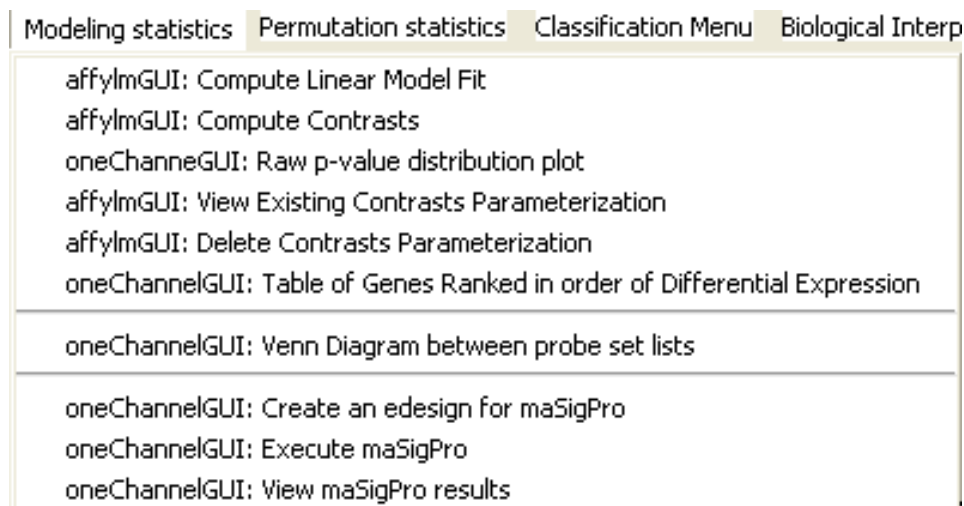 Modeling statistics Permutation statistics Classification Menu Biological Interp
affylmGUI: Compute Linear Model Fit
affylmGUI: Compute Contrasts
oneChanneGUI: Raw p-value distribution plot
affylmGUI: View Existing Contrasts Parameterization
affylmGUI: Delete Contrasts Parameterization
oneChannelGUI: Table of Genes Ranked in order of Differential Expression
oneChannelGUI: Venn Diagram between probe set lists
oneChannelGUI: Create an edesign for maSigPro
oneChannelGUI: Execute maSigPro
oneChannelGUI: View maSigPro results